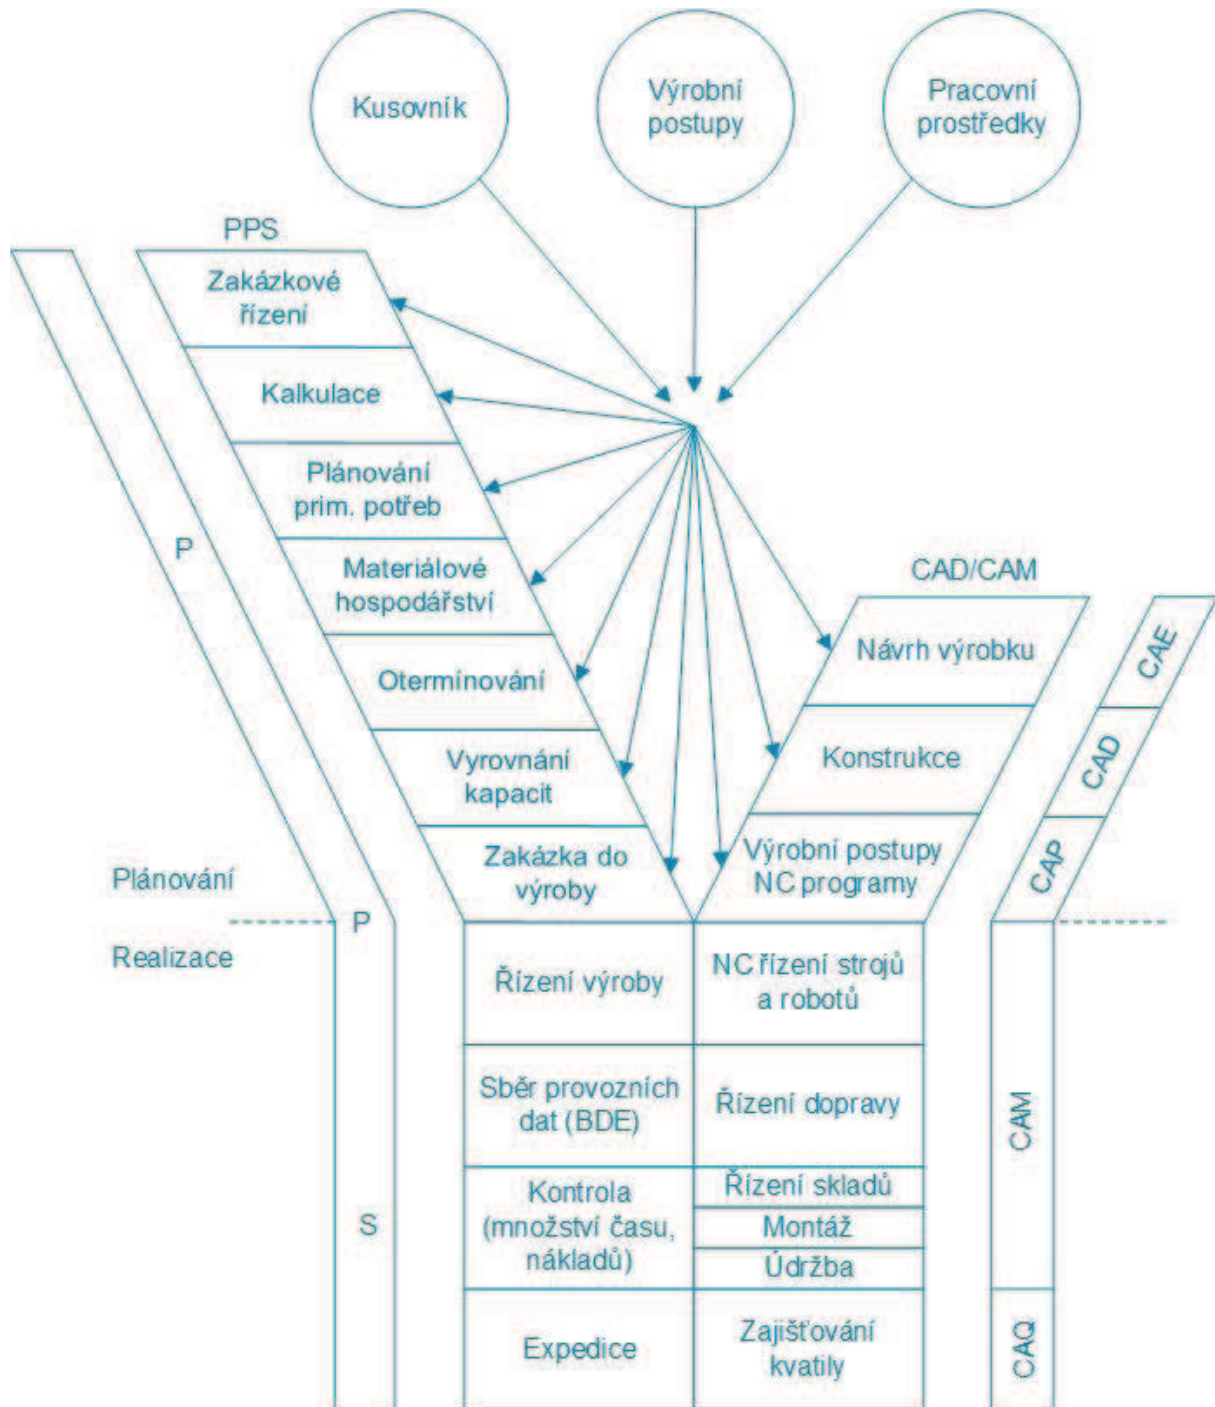 Kusovník
Výrobní
postupy
Pracovní
prostředky
PPS
Zakázkové
řízení
Kalkulace
Plánování
prim. potřeb
Materiálové
hospodářství
Otermínování
Vyrovnání
kapacit
Zakázka do
výroby
CAD/CAM
Návrh výrobku
Konstrukce
Výrobní postupy
NC programy
CAE
CAD
CAP
P
Plánování
P
Realizace
Řízení výroby
NC řízení strojů
a robotů
Sběr provozních
dat (BDE)
Řízení dopravy
Kontrola
(množství času,
nákladů)
Řízení skladů
Montáž
Údržba
Expedice
Zajišťování
kvatily
S
CAM
CAQ